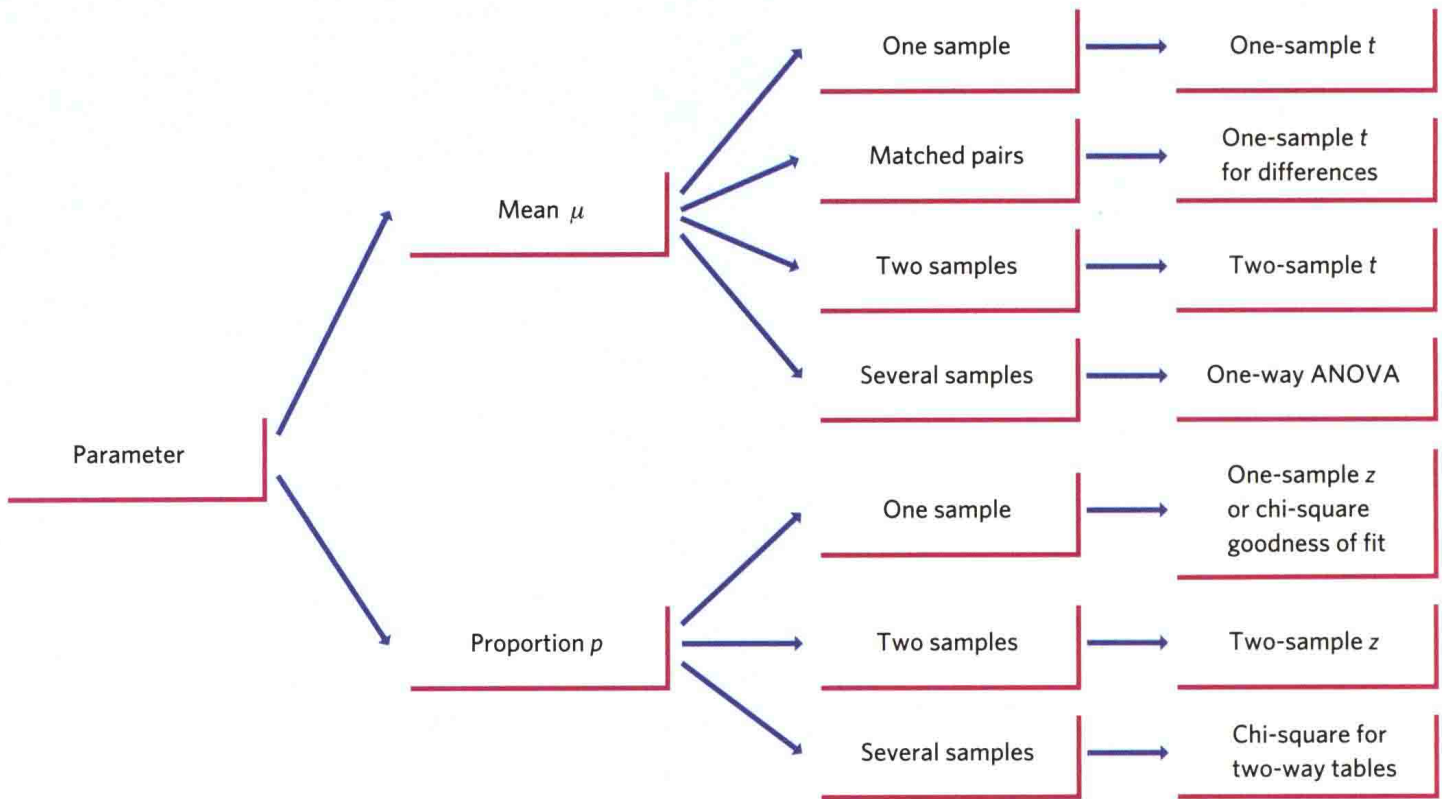 Parameter
Mean μ
One sample
One-sample t
Matched pairs
One-sample t
for differences
Two samples
Two-sample t
Several samples
One-way ANOVA
Proportion p
One sample
One-sample z
or chi-square
goodness of fit
Two samples
Two-sample z
Several samples
Chi-square for
two-way tables